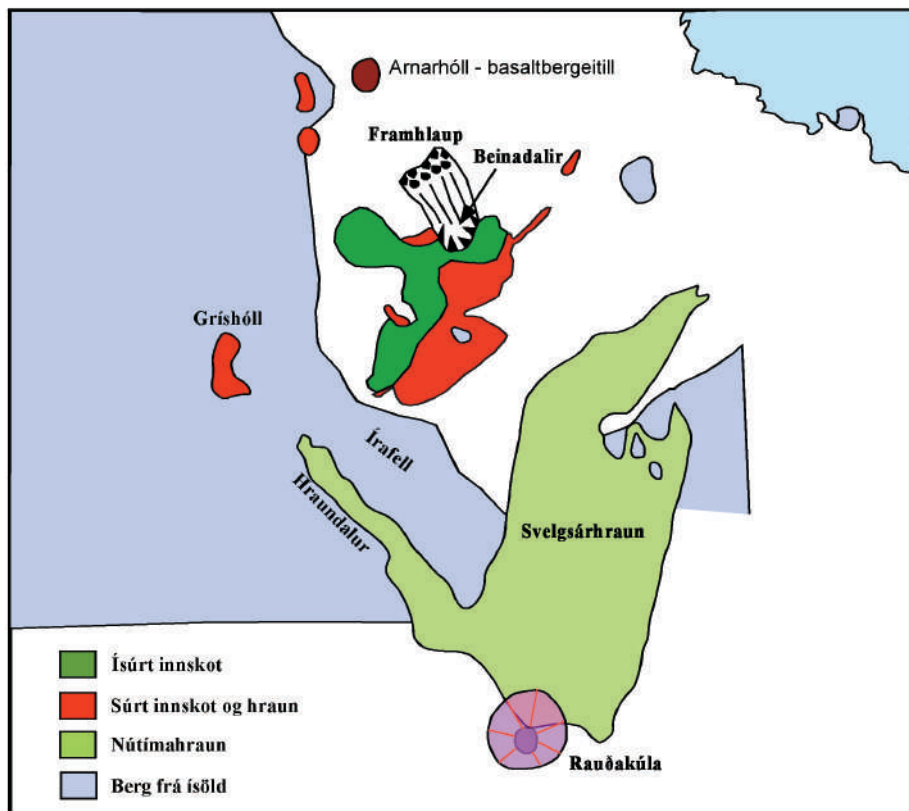 Arnarhóll - basaltbergeitill
Framhlaup
Beinadalir
Gríshóll
Írafell
Hraundalur
Svelgsárhraun
Rauðakúla
Ísúrt innskot
Súrt innskot og hraun
Nútímahraun
Berg frá ísöld